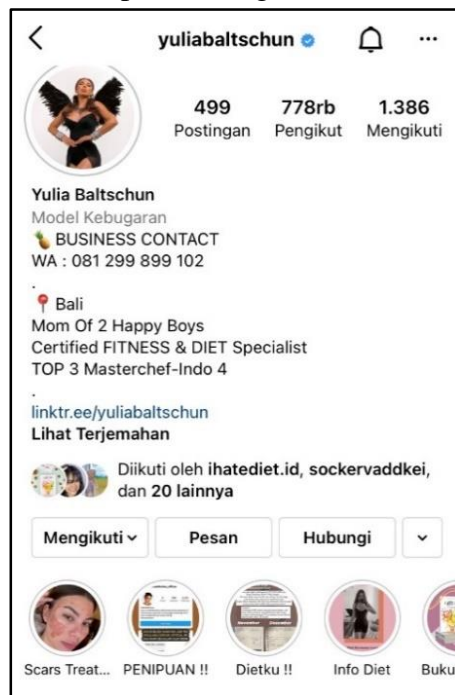 yuliabaltschun
499 778rb 1.386
Postingan Pengikut Mengikuti
Yulia Baltschun
Model Kebugaran
🍍 BUSINESS CONTACT
WA : 081 299 899 102
.
📍 Bali
Mom Of 2 Happy Boys
Certified FITNESS & DIET Specialist
TOP 3 Masterchef-Indo 4
.
linktr.ee/yuliabaltschun
Lihat Terjemahan
Diikuti oleh ihatediet.id, sockervaddkei,
dan 20 lainnya
Mengikuti Pesan Hubungi
Scars Treat... PENIPUAN !! Dietku !! Info Diet Buku